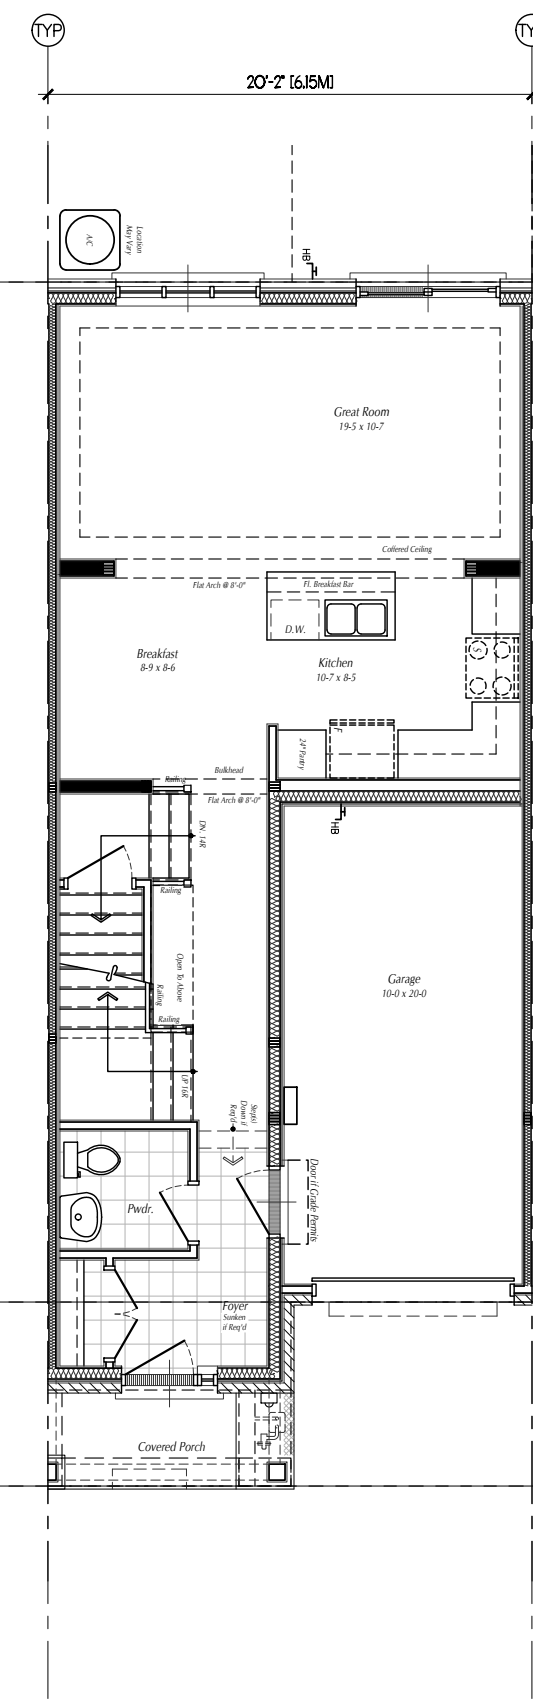 TYP
TY
20'-2" [6.15M]
A/C
Location
May Vary
HB
Great Room
19-5 x 10-7
Coffered Ceiling
Flat Arch @ 8'-0"
Fl. Breakfast Bar
D.W.
Breakfast
8-9 x 8-6
Kitchen
10-7 x 8-5
S
F
24" Pantry
Bulkhead
Railing
Flat Arch @ 8'-0"
HB
DN. 14R
Railing
Open To Above
Railing
Railing
Garage
10-0 x 20-0
UP 16R
Step(s)
Down if
Req'd
Pwdr.
Door if Grade Permits
Foyer
Sunken
if Req'd
Covered Porch